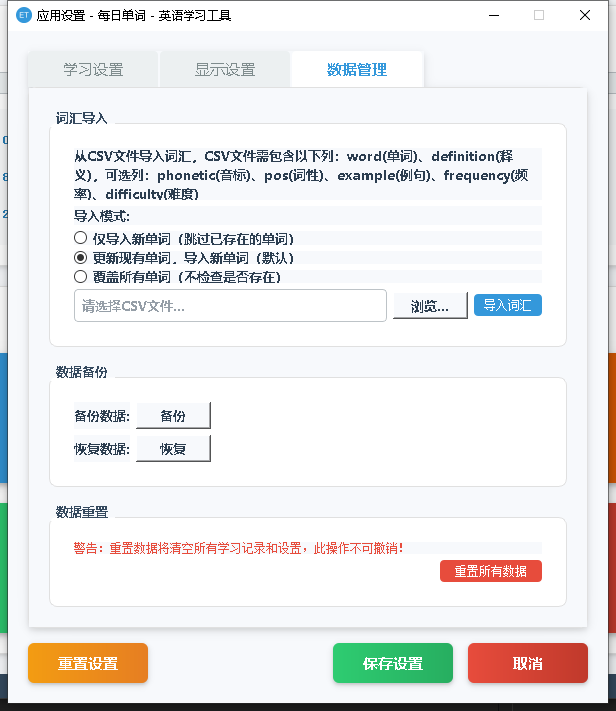 ET 应用设置 - 每日单词 - 英语学习工具
学习设置 显示设置 数据管理
词汇导入
从CSV文件导入词汇，CSV文件需包含以下列：word(单词)、definition(释
义)，可选列：phonetic(音标)、pos(词性)、example(例句)、frequency(频
率)、difficulty(难度)
导入模式:
仅导入新单词（跳过已存在的单词）
更新现有单词，导入新单词（默认）
覆盖所有单词（不检查是否存在）
请选择CSV文件... 浏览... 导入词汇
数据备份
备份数据: 备份
恢复数据: 恢复
数据重置
警告：重置数据将清空所有学习记录和设置，此操作不可撤销！
重置所有数据
重置设置 保存设置 取消